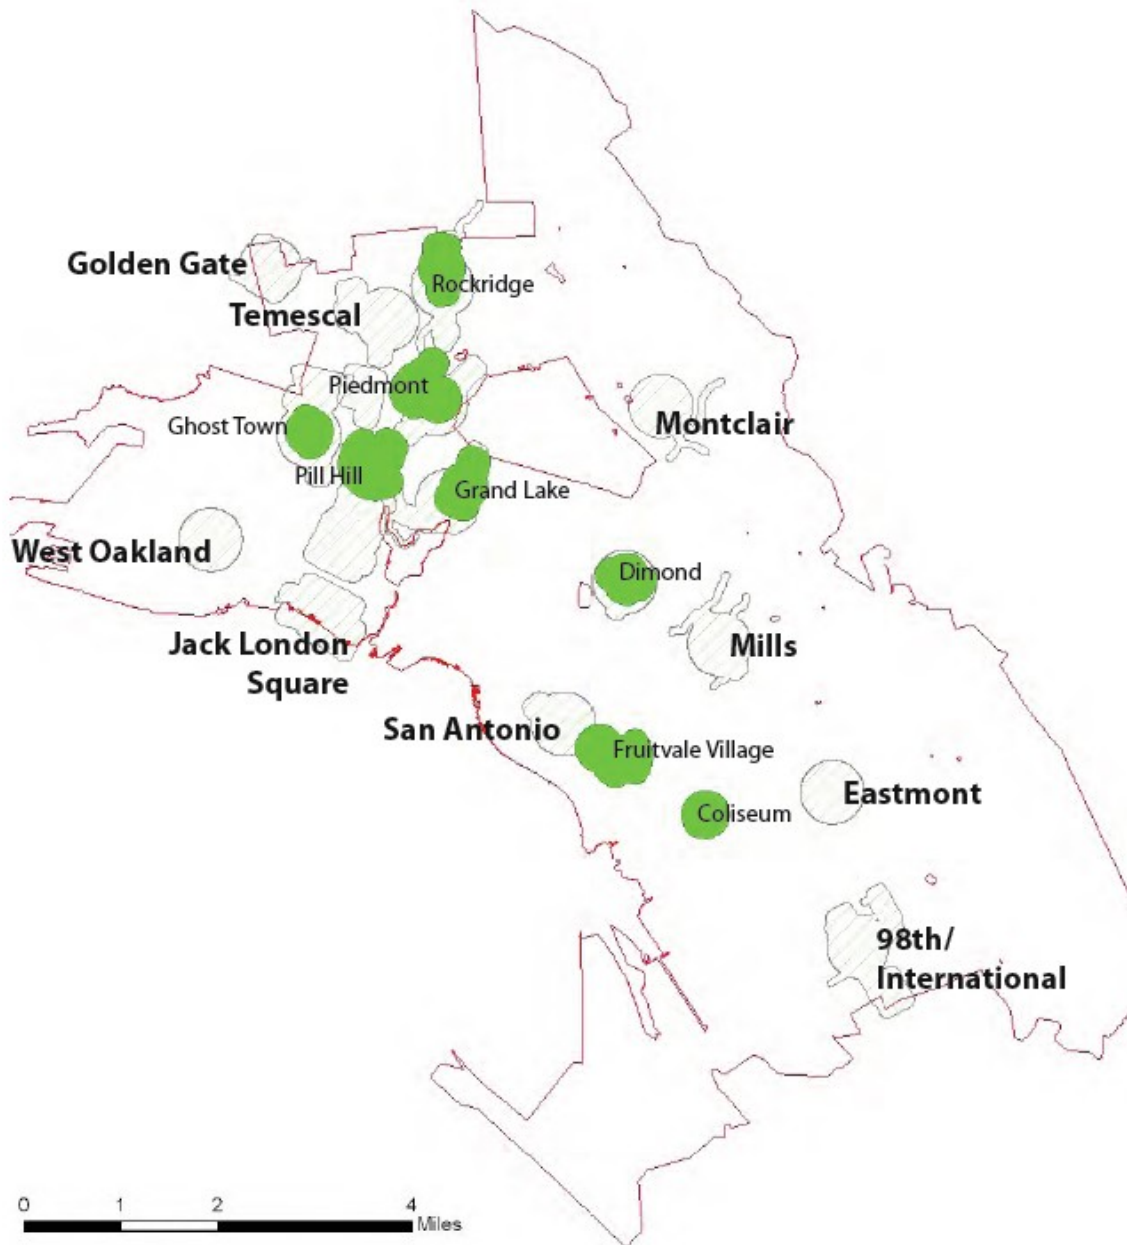 Golden Gate
Rockridge
Temescal
Piedmont
Montclair
Ghost Town
Pill Hill
Grand Lake
West Oakland
Dimond
Jack London
Square
Mills
San Antonio
Fruitvale Village
Eastmont
Coliseum
98th/
International
0 1 2 4
Miles